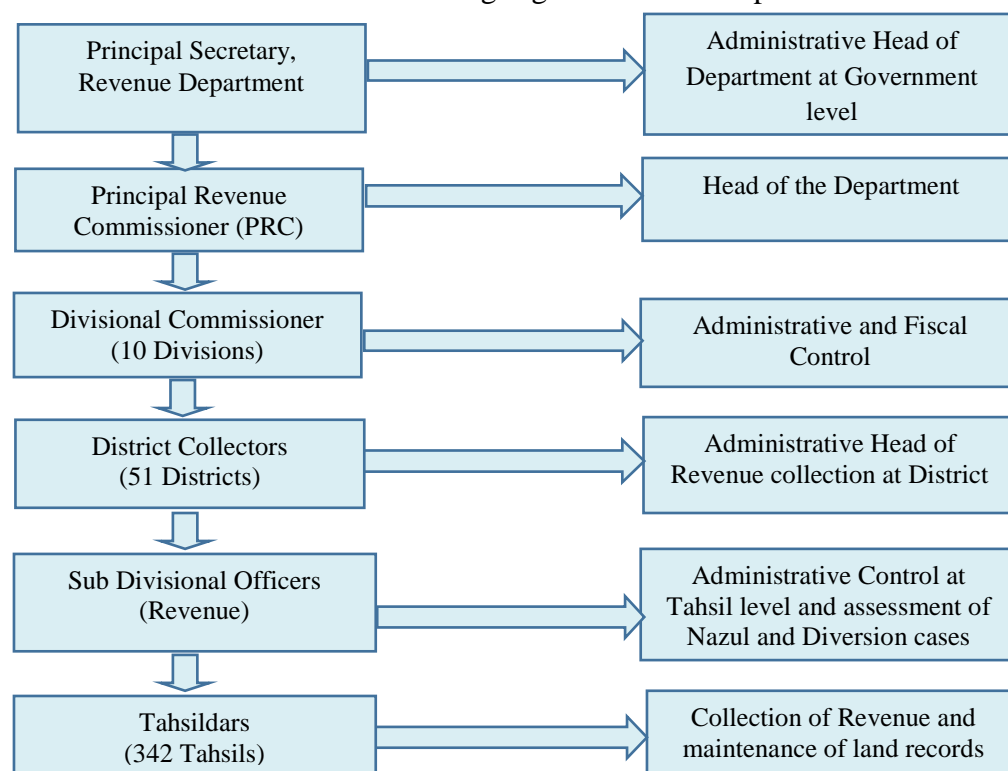 Principal Secretary,
Revenue Department
Administrative Head of
Department at Government
level
Principal Revenue
Commissioner (PRC)
Head of the Department
Divisional Commissioner
(10 Divisions)
Administrative and Fiscal
Control
District Collectors
(51 Districts)
Administrative Head of
Revenue collection at District
Sub Divisional Officers
(Revenue)
Administrative Control at
Tahsil level and assessment of
Nazul and Diversion cases
Tahsildars
(342 Tahsils)
Collection of Revenue and
maintenance of land records